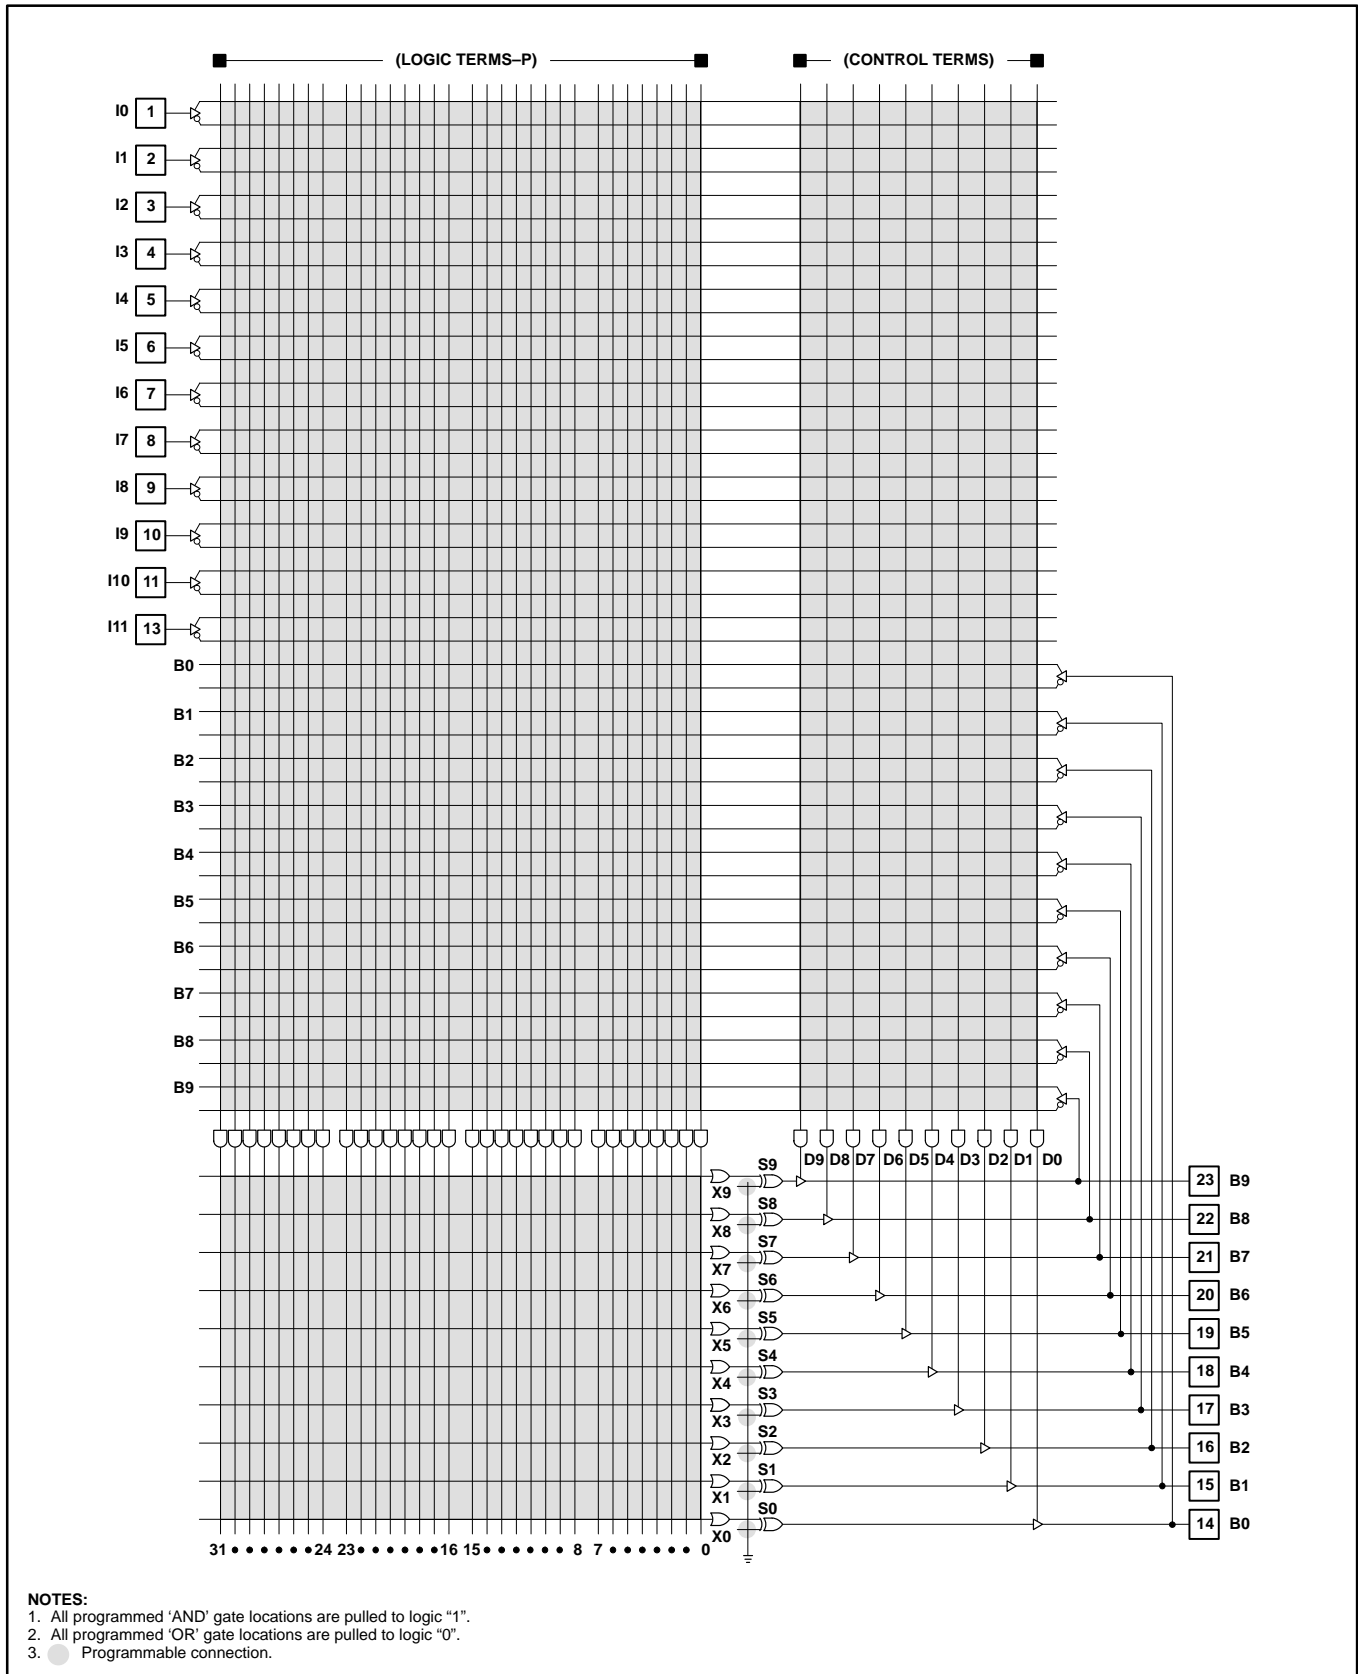 (LOGIC TERMS–P) (CONTROL TERMS)
I0 1
I1 2
I2 3
I3 4
I4 5
I5 6
I6 7
I7 8
I8 9
I9 10
I10 11
I11 13
B0
B1
B2
B3
B4
B5
B6
B7
B8
B9
D9 D8 D7 D6 D5 D4 D3 D2 D1 D0
S9 23 B9
X9
S8 22 B8
X8
S7 21 B7
X7
S6 20 B6
X6
S5 19 B5
X5
S4 18 B4
X4
S3 17 B3
X3
S2 16 B2
X2
S1 15 B1
X1
S0 14 B0
X0
31 • • • • • • 24 23 • • • • • • 16 15 • • • • • • 8 7 • • • • • • 0
NOTES:
1. All programmed ‘AND’ gate locations are pulled to logic “1”.
2. All programmed ‘OR’ gate locations are pulled to logic “0”.
3. Programmable connection.